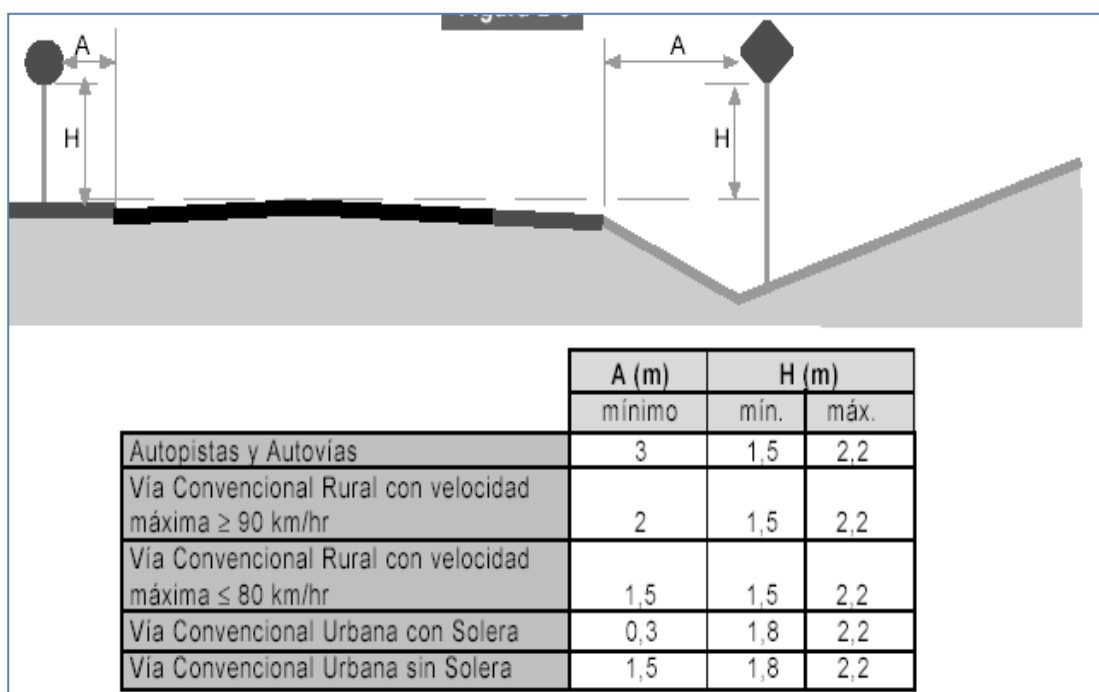 A
A
H
H
A (m) H (m)
mínimo mín. máx.
Autopistas y Autovías 3 1,5 2,2
Vía Convencional Rural con velocidad
máxima ≥ 90 km/hr 2 1,5 2,2
Vía Convencional Rural con velocidad
máxima ≤ 80 km/hr 1,5 1,5 2,2
Vía Convencional Urbana con Solera 0,3 1,8 2,2
Vía Convencional Urbana sin Solera 1,5 1,8 2,2